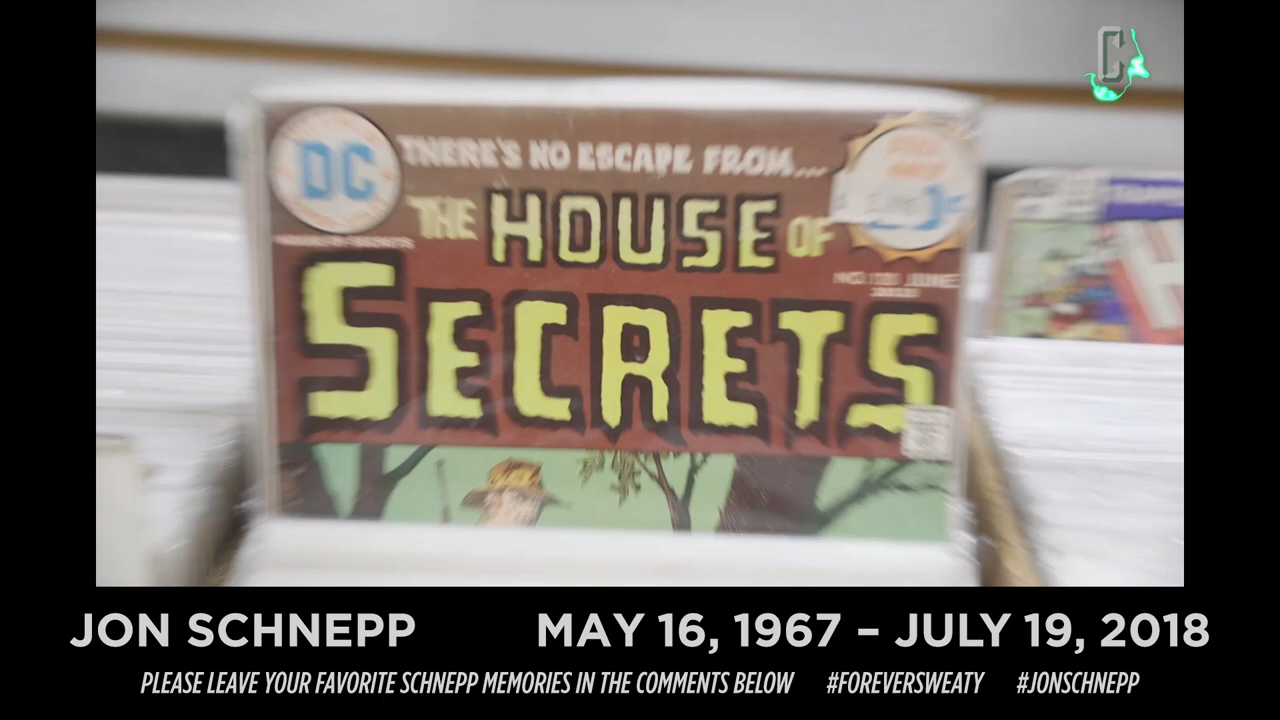 DC
THERE'S NO ESCAPE FROM...
THE HOUSE OF
SECRETS
JON SCHNEPP MAY 16, 1967 – JULY 19, 2018
PLEASE LEAVE YOUR FAVORITE SCHNEPP MEMORIES IN THE COMMENTS BELOW #FOREVERSWEATY #JONSCHNEPP